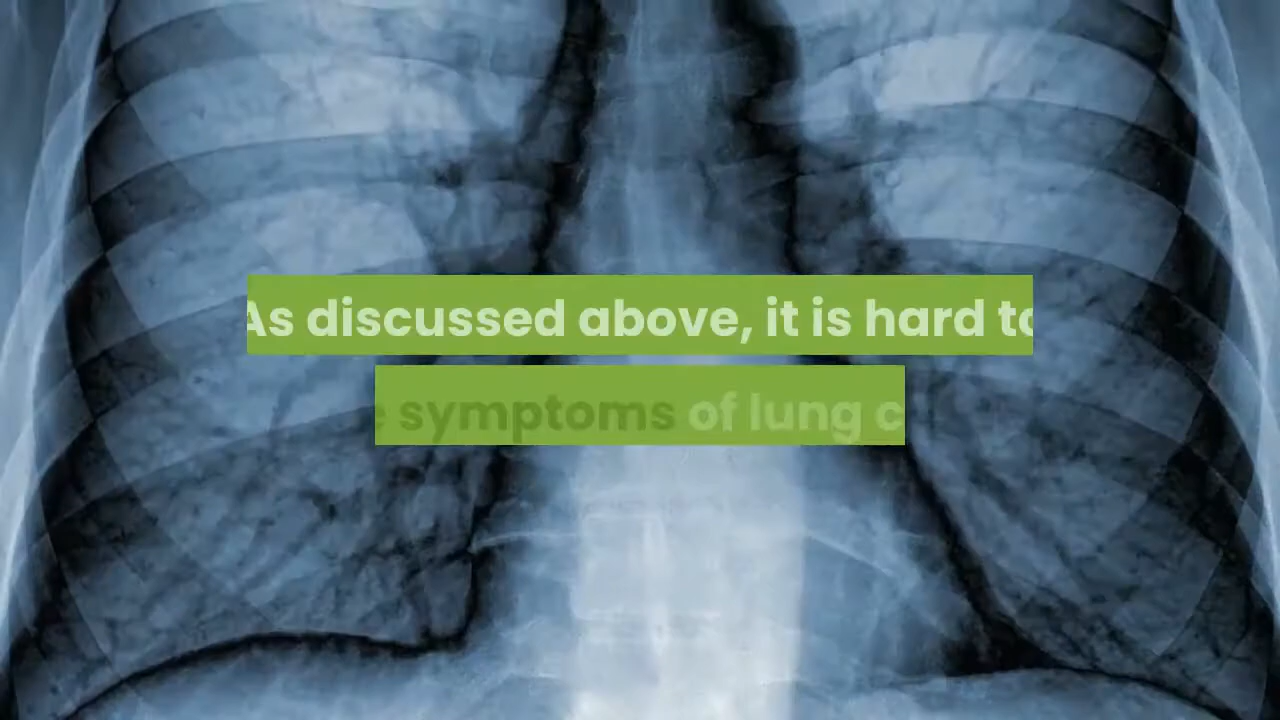 As discussed above, it is hard to
symptoms of lung